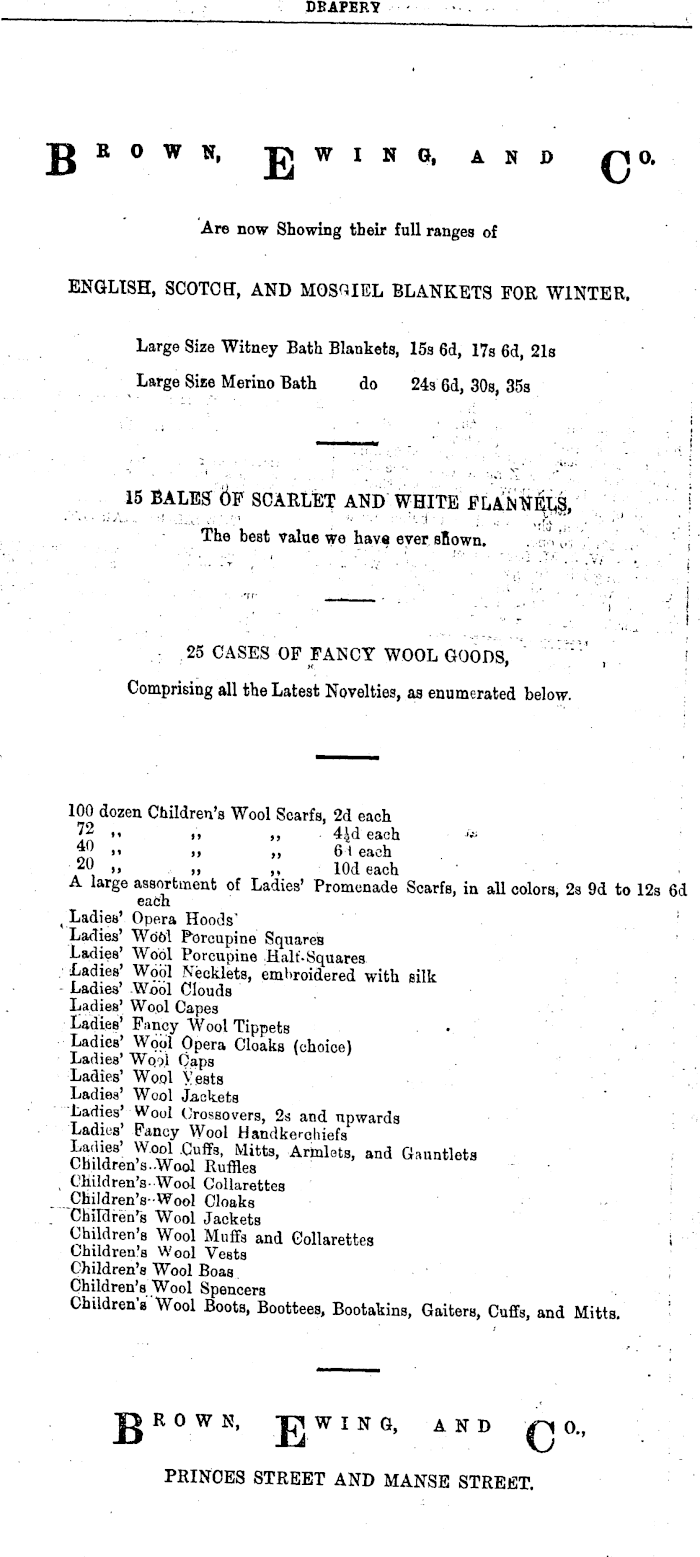 DRAPERY
BROWN, EWING, AND CO.
Are now Showing their full ranges of
ENGLISH, SCOTCH, AND MOSGIEL BLANKETS FOR WINTER.
Large Size Witney Bath Blankets, 15s 6d, 17s 6d, 21s
Large Size Merino Bath do 24s 6d, 30s, 35s
15 BALES OF SCARLET AND WHITE FLANNELS,
The best value we have ever shown.
25 CASES OF FANCY WOOL GOODS,
Comprising all the Latest Novelties, as enumerated below.
100 dozen Children's Wool Scarfs, 2d each
72 ,, ,, ,, 4½d each
40 ,, ,, ,, 6d each
20 ,, ,, ,, 10d each
A large assortment of Ladies' Promenade Scarfs, in all colors, 2s 9d to 12s 6d
each
Ladies' Opera Hoods
Ladies' Wool Porcupine Squares
Ladies' Wool Porcupine Half-Squares
Ladies' Wool Necklets, embroidered with silk
Ladies' Wool Clouds
Ladies' Wool Capes
Ladies' Fancy Wool Tippets
Ladies' Wool Opera Cloaks (choice)
Ladies' Wool Caps
Ladies' Wool Vests
Ladies' Wool Jackets
Ladies' Wool Crossovers, 2s and upwards
Ladies' Fancy Wool Handkerchiefs
Ladies' Wool Cuffs, Mitts, Armlets, and Gauntlets
Children's Wool Ruffles
Children's Wool Collarettes
Children's Wool Cloaks
Children's Wool Jackets
Children's Wool Muffs and Collarettes
Children's Wool Vests
Children's Wool Boas
Children's Wool Spencers
Children's Wool Boots, Boottees, Bootakins, Gaiters, Cuffs, and Mitts.
BROWN, EWING, AND CO.,
PRINCES STREET AND MANSE STREET.